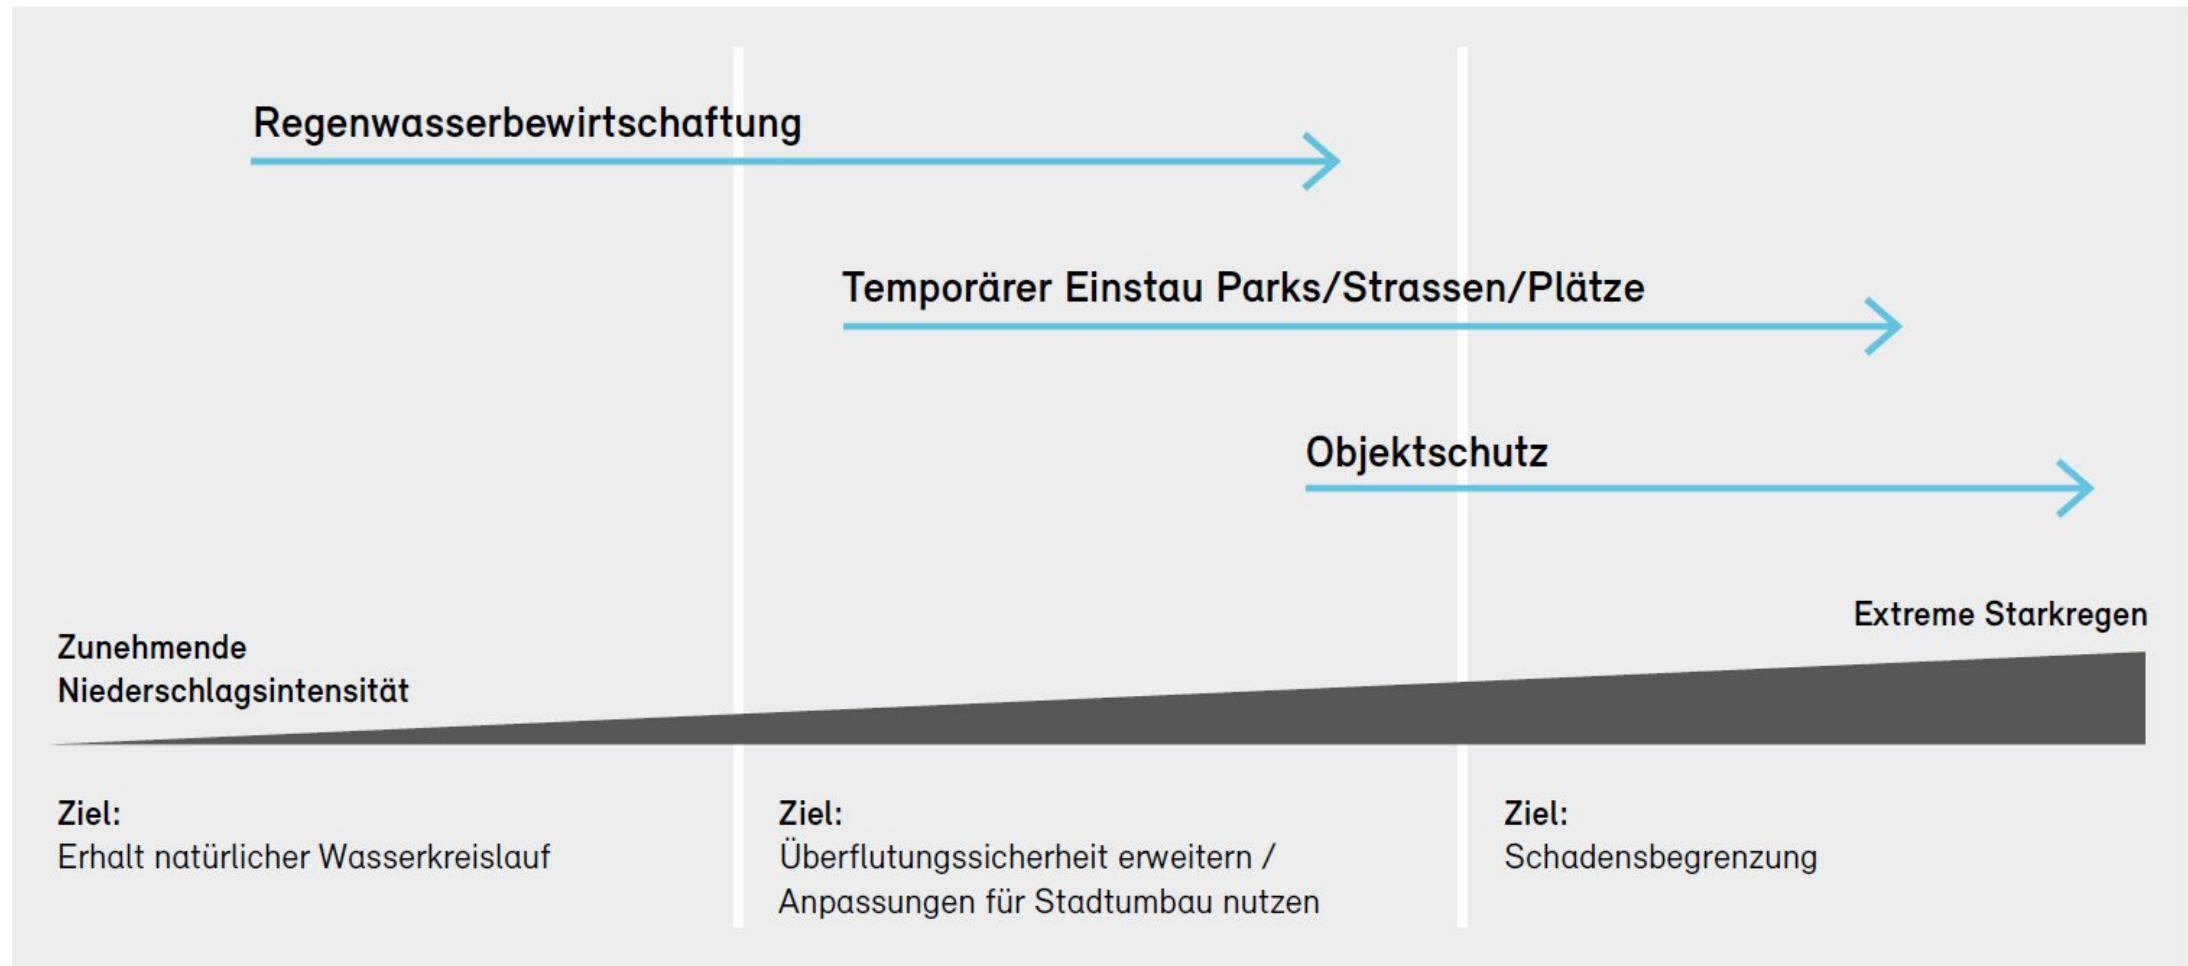 Regenwasserbewirtschaftung
Temporärer Einstau Parks/Strassen/Plätze
Objektschutz
Extreme Starkregen
Zunehmende
Niederschlagsintensität
Ziel:
Erhalt natürlicher Wasserkreislauf
Ziel:
Überflutungssicherheit erweitern /
Anpassungen für Stadtumbau nutzen
Ziel:
Schadensbegrenzung